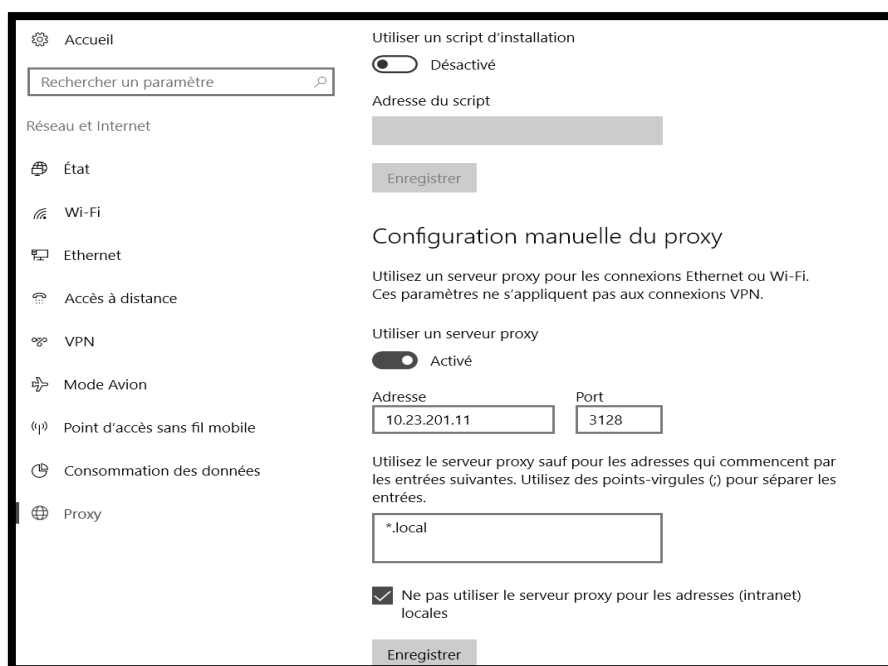 Accueil
Rechercher un paramètre
Réseau et Internet
État
Wi-Fi
Ethernet
Accès à distance
VPN
Mode Avion
Point d'accès sans fil mobile
Consommation des données
Proxy
Utiliser un script d'installation
Désactivé
Adresse du script
Enregistrer
Configuration manuelle du proxy
Utilisez un serveur proxy pour les connexions Ethernet ou Wi-Fi.
Ces paramètres ne s'appliquent pas aux connexions VPN.
Utiliser un serveur proxy
Activé
Adresse Port
10.23.201.11 3128
Utilisez le serveur proxy sauf pour les adresses qui commencent par
les entrées suivantes. Utilisez des points-virgules (;) pour séparer les
entrées.
*.local
Ne pas utiliser le serveur proxy pour les adresses (intranet)
locales
Enregistrer